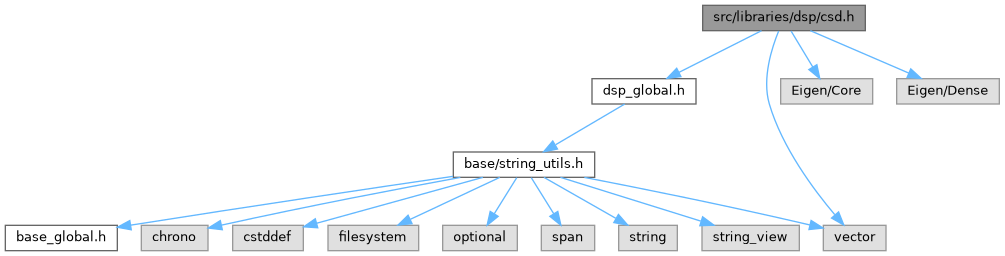 src/libraries/dsp/csd.h
dsp_global.h
Eigen/Core
Eigen/Dense
base/string_utils.h
base_global.h
chrono
cstddef
filesystem
optional
span
string
string_view
vector